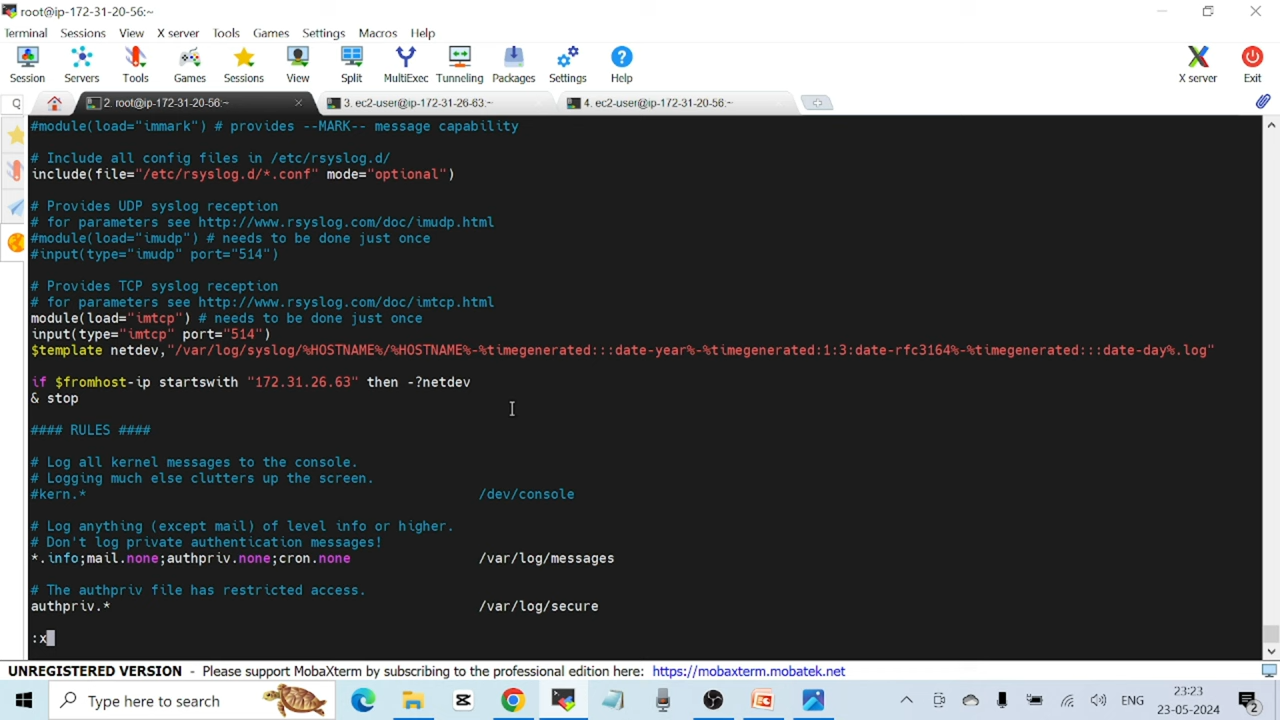 root@ip-172-31-20-56:~
Terminal Sessions View X server Tools Games Settings Macros Help
Session Servers Tools Games Sessions View Split MultiExec Tunneling Packages Settings Help X server Exit
2. root@ip-172-31-20-56:~ 3. ec2-user@ip-172-31-26-63:~ 4. ec2-user@ip-172-31-20-56:~
#module(load="immark") # provides --MARK-- message capability
# Include all config files in /etc/rsyslog.d/
include(file="/etc/rsyslog.d/*.conf" mode="optional")
# Provides UDP syslog reception
# for parameters see http://www.rsyslog.com/doc/imudp.html
#module(load="imudp") # needs to be done just once
#input(type="imudp" port="514")
# Provides TCP syslog reception
# for parameters see http://www.rsyslog.com/doc/imtcp.html
module(load="imtcp") # needs to be done just once
input(type="imtcp" port="514")
$template netdev,"/var/log/syslog/%HOSTNAME%/%HOSTNAME%-%timegenerated:::date-year%-%timegenerated:1:3:date-rfc3164%-%timegenerated:::date-day%.log"
if $fromhost-ip startswith "172.31.26.63" then -?netdev
& stop
#### RULES ####
# Log all kernel messages to the console.
# Logging much else clutters up the screen.
#kern.* /dev/console
# Log anything (except mail) of level info or higher.
# Don't log private authentication messages!
*.info;mail.none;authpriv.none;cron.none /var/log/messages
# The authpriv file has restricted access.
authpriv.* /var/log/secure
:x
UNREGISTERED VERSION - Please support MobaXterm by subscribing to the professional edition here: https://mobaxterm.mobatek.net
Type here to search ENG 23:23
23-05-2024 2